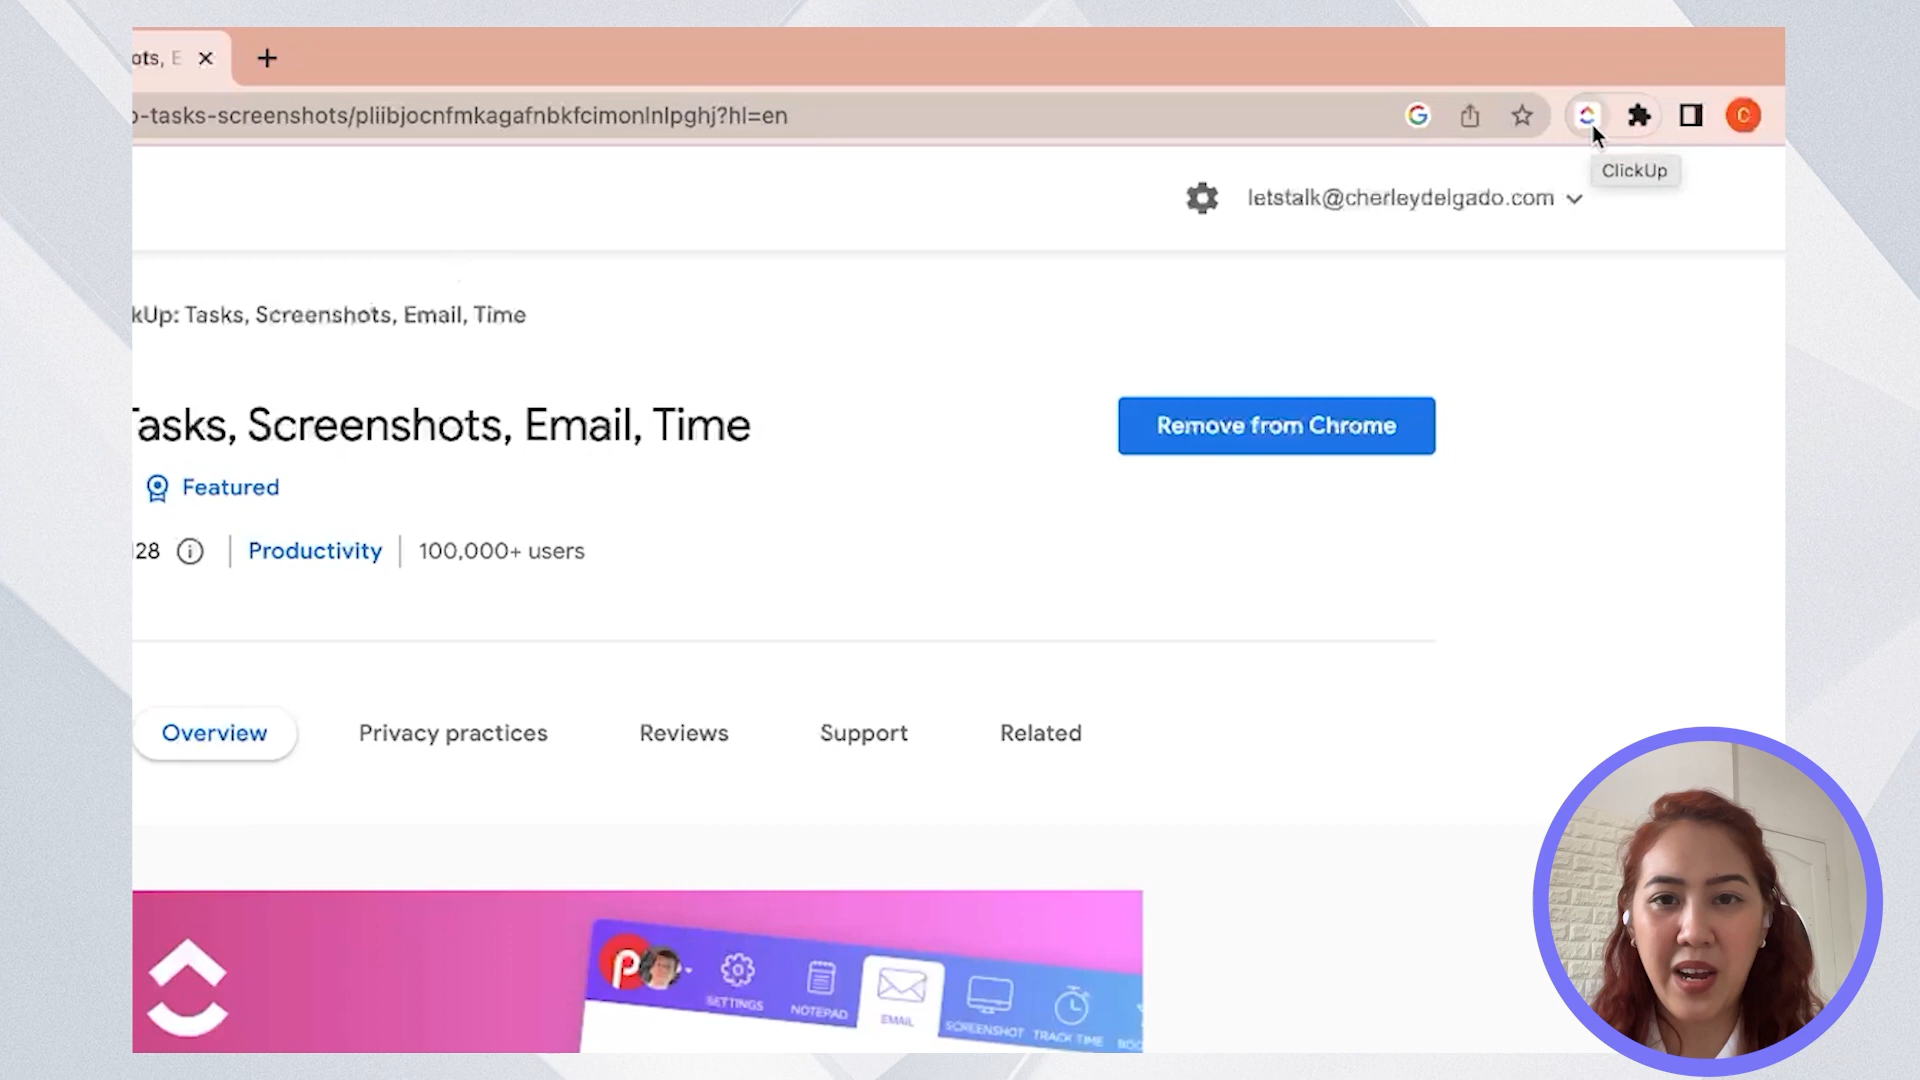 ots, E
-tasks-screenshots/pliibjocnfmkagafnbkfcimonlnlpghj?hl=en
ClickUp
letstalk@cherleydelgado.com
kUp: Tasks, Screenshots, Email, Time
Tasks, Screenshots, Email, Time
Remove from Chrome
Featured
128
Productivity
100,000+ users
Overview
Privacy practices
Reviews
Support
Related
SETTINGS
NOTEPAD
EMAIL
SCREENSHOT
TRACK TIME